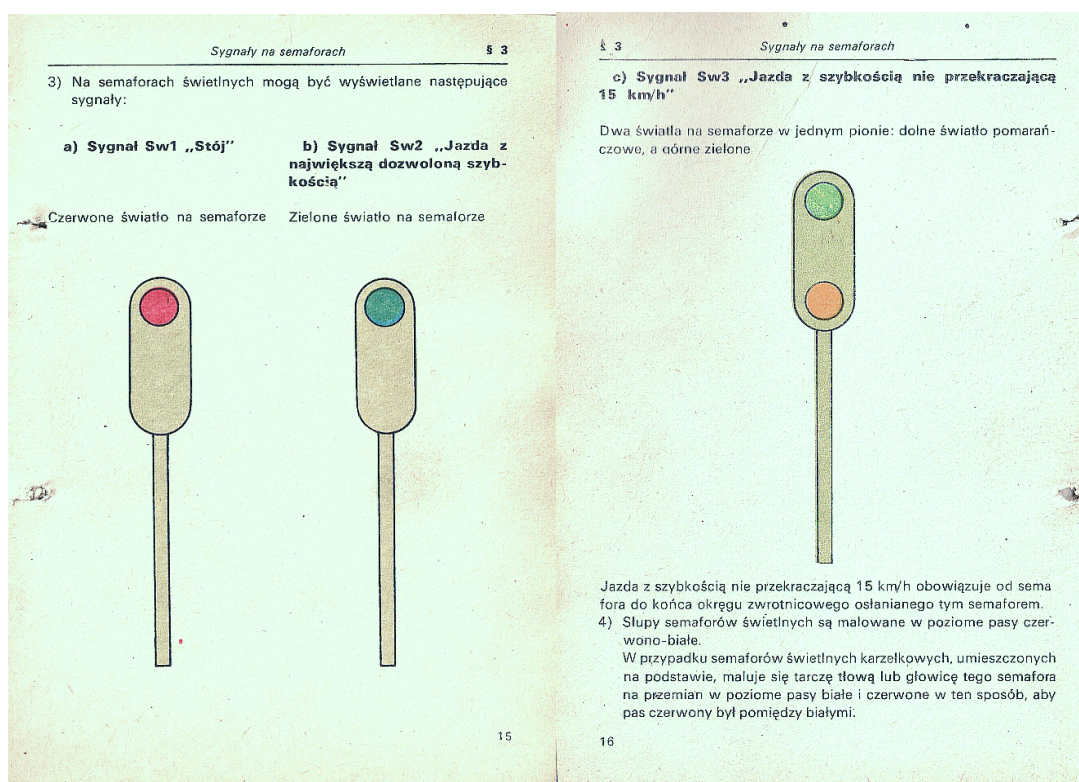 Sygnały na semaforach § 3
3) Na semaforach świetlnych mogą być wyświetlane następujące
sygnały:
a) Sygnał Sw1 „Stój"
Czerwone światło na semaforze
b) Sygnał Sw2 „Jazda z
największą dozwoloną szyb-
kością"
Zielone światło na semaforze
15
§ 3 Sygnały na semaforach
c) Sygnał Sw3 „Jazda z szybkością nie przekraczającą
15 km/h"
Dwa światła na semaforze w jednym pionie: dolne światło pomarań-
czowe, a górne zielone
Jazda z szybkością nie przekraczającą 15 km/h obowiązuje od sema
fora do końca okręgu zwrotnicowego osłanianego tym semaforem.
4) Słupy semaforów świetlnych są malowane w poziome pasy czer-
wono-białe.
W przypadku semaforów świetlnych karzełkowych, umieszczonych
na podstawie, maluje się tarczę tłową lub głowicę tego semafora
na przemian w poziome pasy białe i czerwone w ten sposób, aby
pas czerwony był pomiędzy białymi.
16